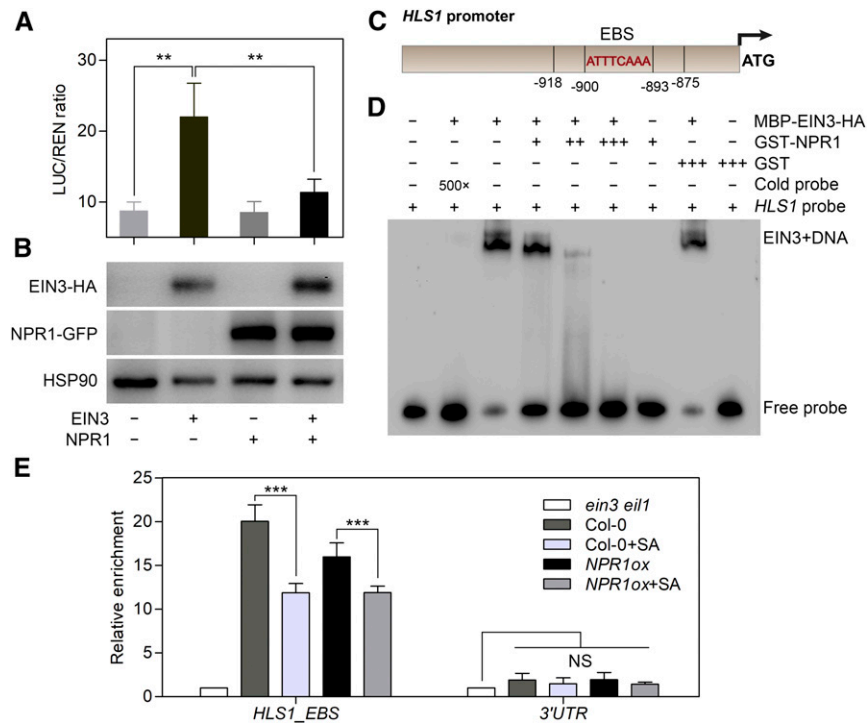 A
** **
LUC/REN ratio
30
20
10
B
EIN3-HA
NPR1-GFP
HSP90
EIN3 – + – +
NPR1 – – + +
C
HLS1 promoter
EBS
ATTTCAAA
ATG
-918 -900 -893 -875
D
– + + + + + – + – MBP-EIN3-HA
– – – + ++ +++ + – – GST-NPR1
– – – – – – – +++ +++ GST
– 500× – – – – – – – Cold probe
+ + + + + + + + + HLS1 probe
EIN3+DNA
Free probe
E
Relative enrichment
25
20
15
10
5
0
*** ***
NS
ein3 eil1
Col-0
Col-0+SA
NPR1ox
NPR1ox+SA
HLS1_EBS 3'UTR